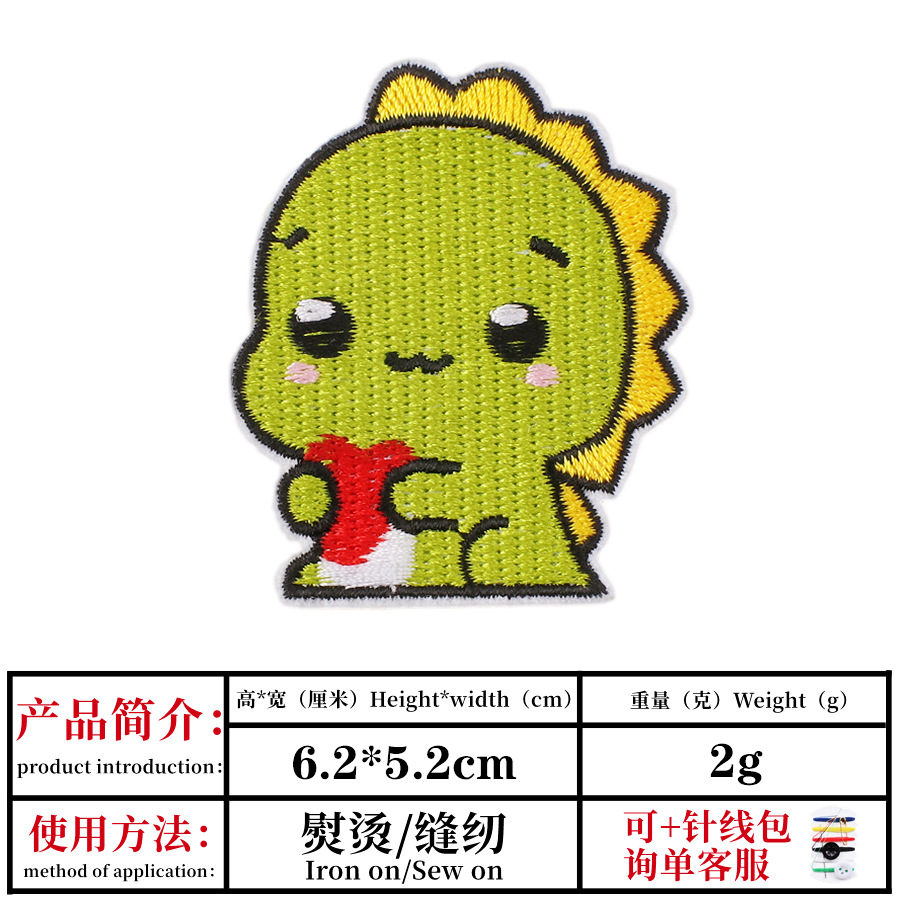 产品简介：
product introduction：
高*宽（厘米）Height*width（cm）
重量（克）Weight（g）
6.2*5.2cm
2g
使用方法：
method of application：
熨烫/缝纫
Iron on/Sew on
可+针线包
询单客服